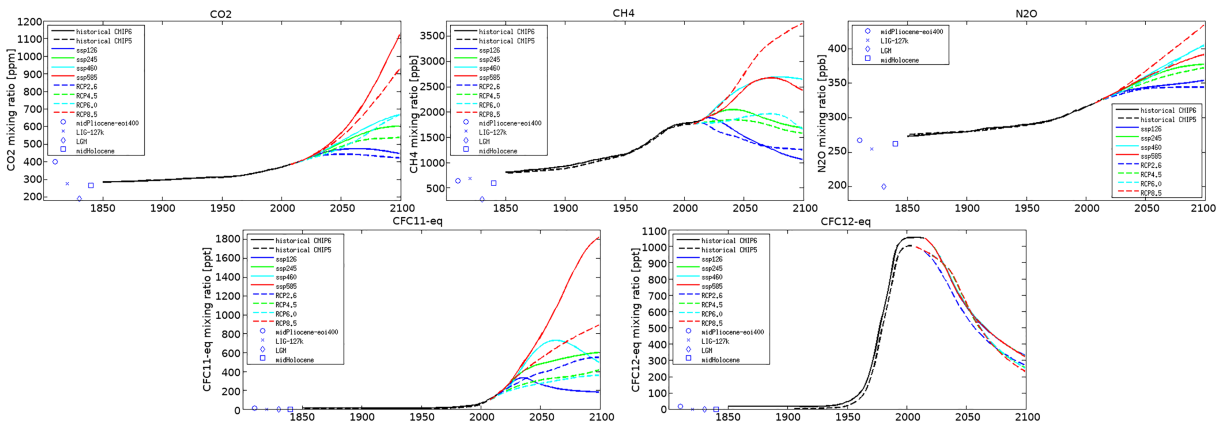 CO2
CO2 mixing ratio [ppm]
1200
1100
1000
900
800
700
600
500
400
300
200
historical CMIP6
historical CMIP5
ssp126
ssp245
ssp460
ssp585
RCP2.6
RCP4.5
RCP6.0
RCP8.5
midPliocene-eoi400
LIG-127k
LGM
midHolocene
1850
1900
1950
2000
2050
2100
CH4
CH4 mixing ratio [ppb]
3500
3000
2500
2000
1500
1000
500
historical CMIP6
historical CMIP5
ssp126
ssp245
ssp460
ssp585
RCP2.6
RCP4.5
RCP6.0
RCP8.5
midPliocene-eoi400
LIG-127k
LGM
midHolocene
1850
1900
1950
2000
2050
2100
N2O
N2O mixing ratio [ppb]
400
350
300
250
200
midPliocene-eoi400
LIG-127k
LGM
midHolocene
historical CMIP6
historical CMIP5
ssp126
ssp245
ssp460
ssp585
RCP2.6
RCP4.5
RCP6.0
RCP8.5
1850
1900
1950
2000
2050
2100
CFC11-eq
CFC11-eq mixing ratio [ppt]
1800
1600
1400
1200
1000
800
600
400
200
0
historical CMIP6
historical CMIP5
ssp126
ssp245
ssp460
ssp585
RCP2.6
RCP4.5
RCP6.0
RCP8.5
midPliocene-eoi400
LIG-127k
LGM
midHolocene
1850
1900
1950
2000
2050
2100
CFC12-eq
CFC12-eq mixing ratio [ppt]
1100
1000
900
800
700
600
500
400
300
200
100
0
historical CMIP6
historical CMIP5
ssp126
ssp245
ssp460
ssp585
RCP2.6
RCP4.5
RCP6.0
RCP8.5
midPliocene-eoi400
LIG-127k
LGM
midHolocene
1850
1900
1950
2000
2050
2100